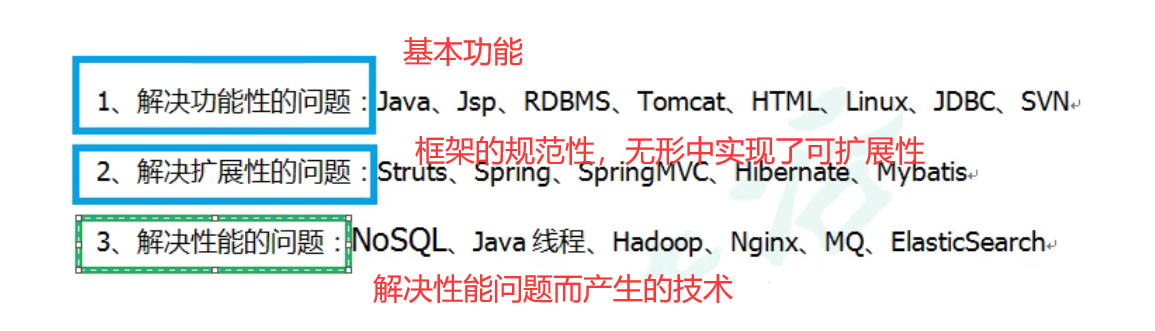 基本功能
1、解决功能性的问题：Java、Jsp、RDBMS、Tomcat、HTML、Linux、JDBC、SVN
框架的规范性，无形中实现了可扩展性
2、解决扩展性的问题：Struts、Spring、SpringMVC、Hibernate、Mybatis
3、解决性能的问题：NoSQL、Java 线程、Hadoop、Nginx、MQ、ElasticSearch
解决性能问题而产生的技术